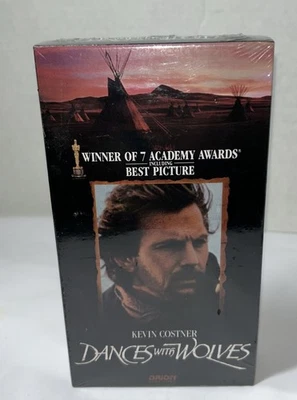 WINNER OF 7 ACADEMY AWARDS®
INCLUDING
BEST PICTURE
KEVIN COSTNER
DANCES WITH WOLVES